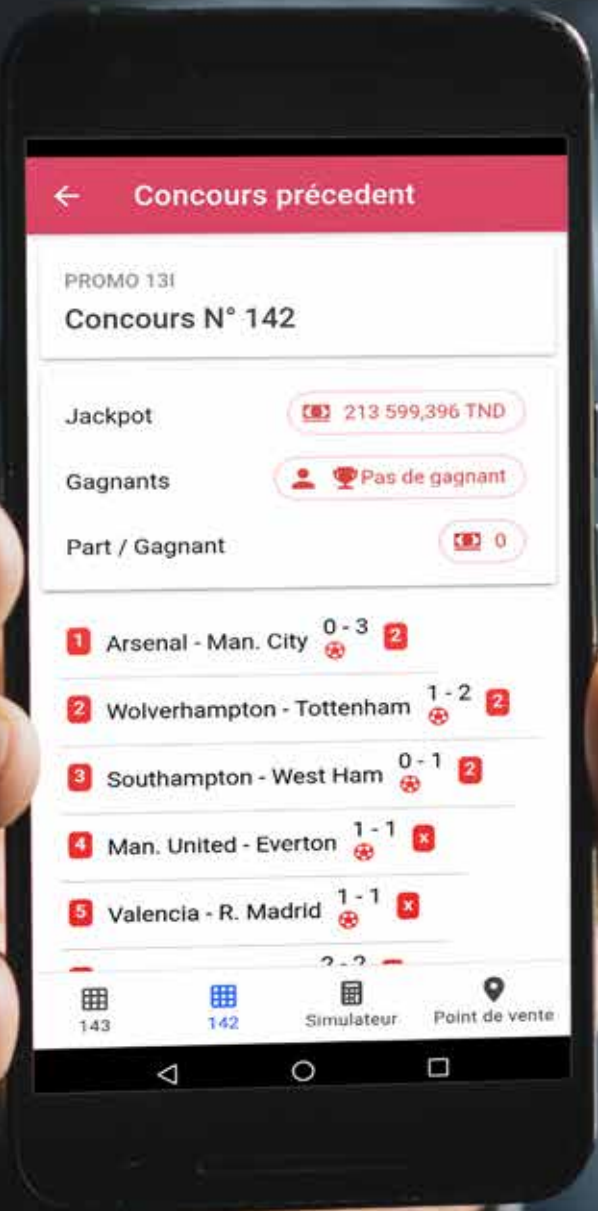 Concours précedent
PROMO 13I
Concours N° 142
Jackpot 213 599,396 TND
Gagnants Pas de gagnant
Part / Gagnant 0
1 Arsenal - Man. City 0 - 3 2
2 Wolverhampton - Tottenham 1 - 2 2
3 Southampton - West Ham 0 - 1 2
4 Man. United - Everton 1 - 1 x
5 Valencia - R. Madrid 1 - 1 x
2 - 2
143 142 Simulateur Point de vente